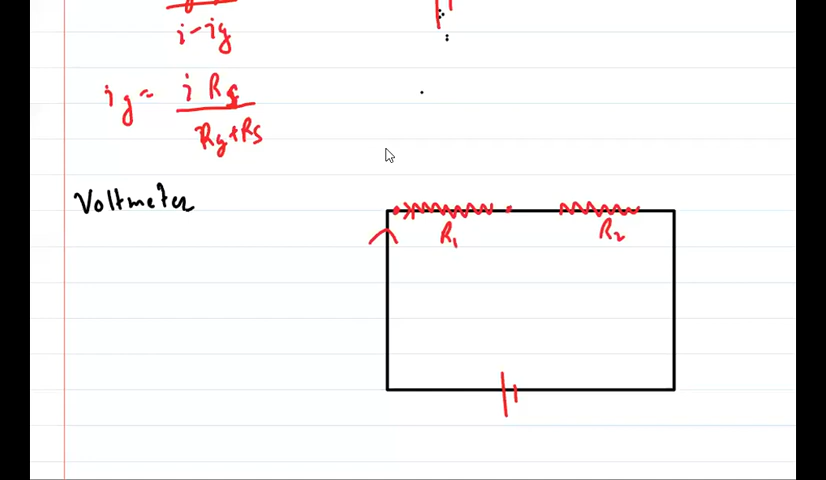 i-ig
ig = i Rs
Rg+Rs
Voltmeter
R1
R2